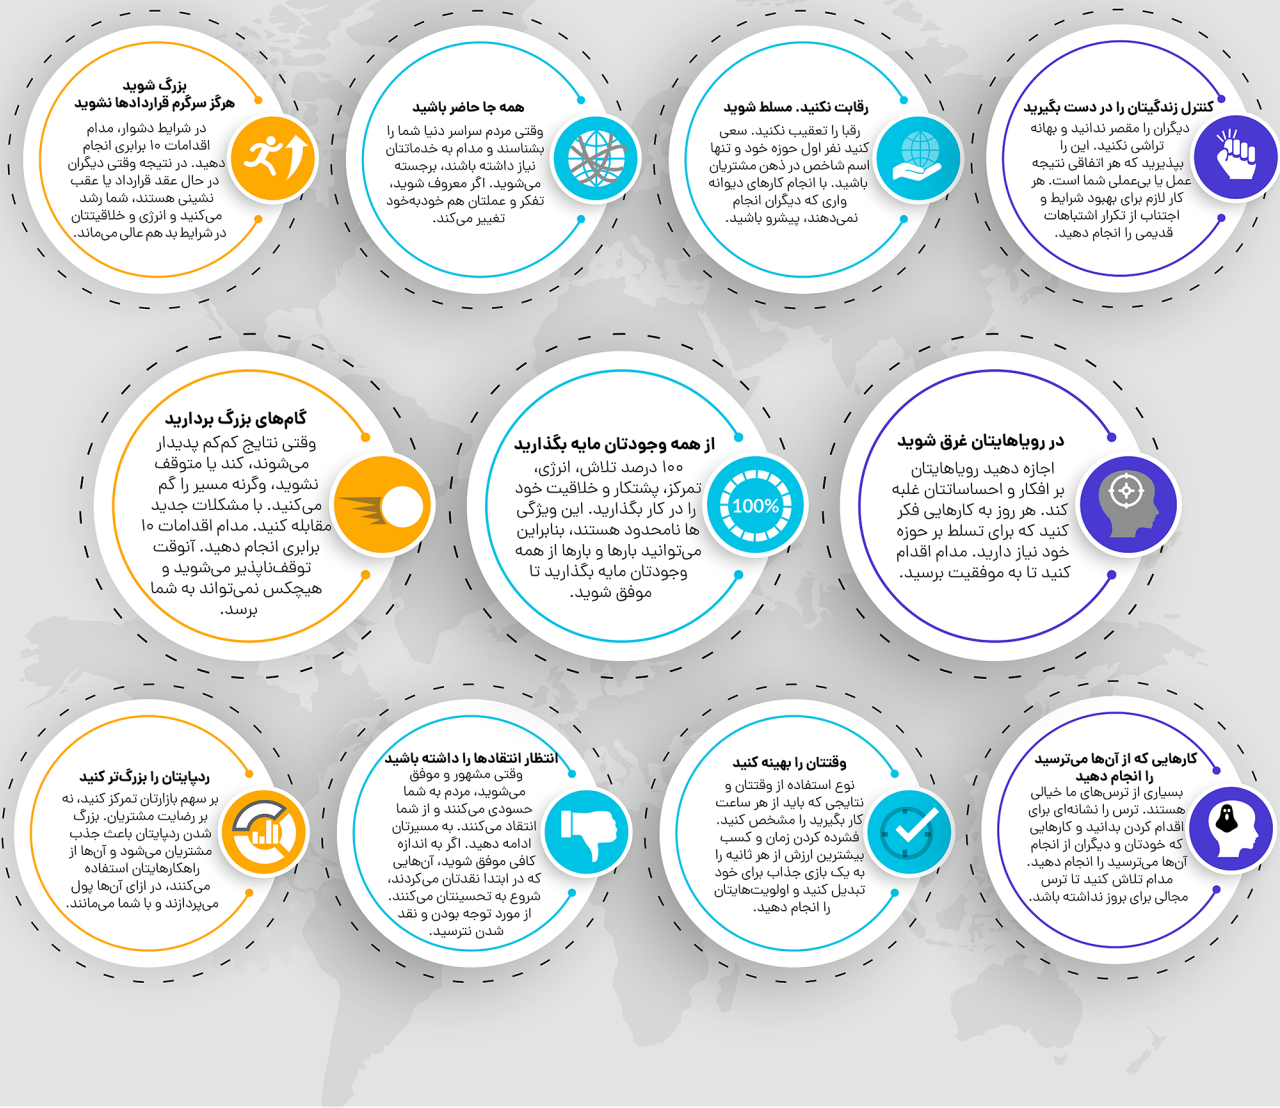 کنترل زندگیتان را در دست بگیرید
دیگران را مقصر ندانید و بهانه
تراشی نکنید. این را
بپذیرید که هر اتفاقی نتیجه
عمل یا بی‌عملی شما است. هر
کار لازم برای بهبود شرایط و
اجتناب از تکرار اشتباهات
قدیمی را انجام دهید.
رقابت نکنید. مسلط شوید
رقبا را تعقیب نکنید. سعی
کنید نفر اول حوزه خود و تنها
اسم شاخص در ذهن مشتریان
باشید. با انجام کارهای دیوانه
واری که دیگران انجام
نمی‌دهند، پیشرو باشید.
همه جا حاضر باشید
وقتی مردم سراسر دنیا شما را
بشناسند و مدام به خدماتتان
نیاز داشته باشند، برجسته
می‌شوید. اگر معروف شوید،
تفکر و عملتان هم خودبه‌خود
تغییر می‌کند.
بزرگ شوید
هرگز سرگرم قراردادها نشوید
در شرایط دشوار، مدام
اقدامات ۱۰ برابری انجام
دهید. در نتیجه وقتی دیگران
در حال عقد قرارداد یا عقب
نشینی هستند، شما رشد
می‌کنید و انرژی و خلاقیتتان
در شرایط بد هم عالی می‌ماند.
در رویاهایتان غرق شوید
اجازه دهید رویاهایتان
بر افکار و احساساتتان غلبه
کند. هر روز به کارهایی فکر
کنید که برای تسلط بر حوزه
خود نیاز دارید. مدام اقدام
کنید تا به موفقیت برسید.
از همه وجودتان مایه بگذارید
۱۰۰ درصد تلاش، انرژی،
تمرکز، پشتکار و خلاقیت خود
را در کار بگذارید. این ویژگی
ها نامحدود هستند، بنابراین
می‌توانید بارها و بارها از همه
وجودتان مایه بگذارید تا
موفق شوید.
100%
گام‌های بزرگ بردارید
وقتی نتایج کم‌کم پدیدار
می‌شوند، کند یا متوقف
نشوید، وگرنه مسیر را گم
می‌کنید. با مشکلات جدید
مقابله کنید. مدام اقدامات ۱۰
برابری انجام دهید. آنوقت
توقف‌ناپذیر می‌شوید و
هیچکس نمی‌تواند به شما
برسد.
کارهایی که از آن‌ها می‌ترسید
را انجام دهید
بسیاری از ترس‌های ما خیالی
هستند. ترس را نشانه‌ای برای
اقدام کردن بدانید و کارهایی
که خودتان و دیگران از انجام
آن‌ها می‌ترسید را انجام دهید.
مدام تلاش کنید تا ترس
مجالی برای بروز نداشته باشد.
وقتتان را بهینه کنید
نوع استفاده از وقتتان و
نتایجی که باید از هر ساعت
کار بگیرید را مشخص کنید.
فشرده کردن زمان و کسب
بیشترین ارزش از هر ثانیه را
به یک بازی جذاب برای خود
تبدیل کنید و اولویت‌هایتان
را انجام دهید.
انتظار انتقادها را داشته باشید
وقتی مشهور و موفق
می‌شوید، مردم به شما
حسودی می‌کنند و از شما
انتقاد می‌کنند. به مسیرتان
ادامه دهید. اگر به اندازه
کافی موفق شوید، آن‌هایی
که در ابتدا نقدتان می‌کردند،
شروع به تحسینتان می‌کنند.
از مورد توجه بودن و نقد
شدن نترسید.
ردپایتان را بزرگ‌تر کنید
بر سهم بازارتان تمرکز کنید، نه
بر رضایت مشتریان. بزرگ
شدن ردپایتان باعث جذب
مشتریان می‌شود و آن‌ها از
راهکارهایتان استفاده
می‌کنند، در ازای آن‌ها پول
می‌پردازند و با شما می‌مانند.